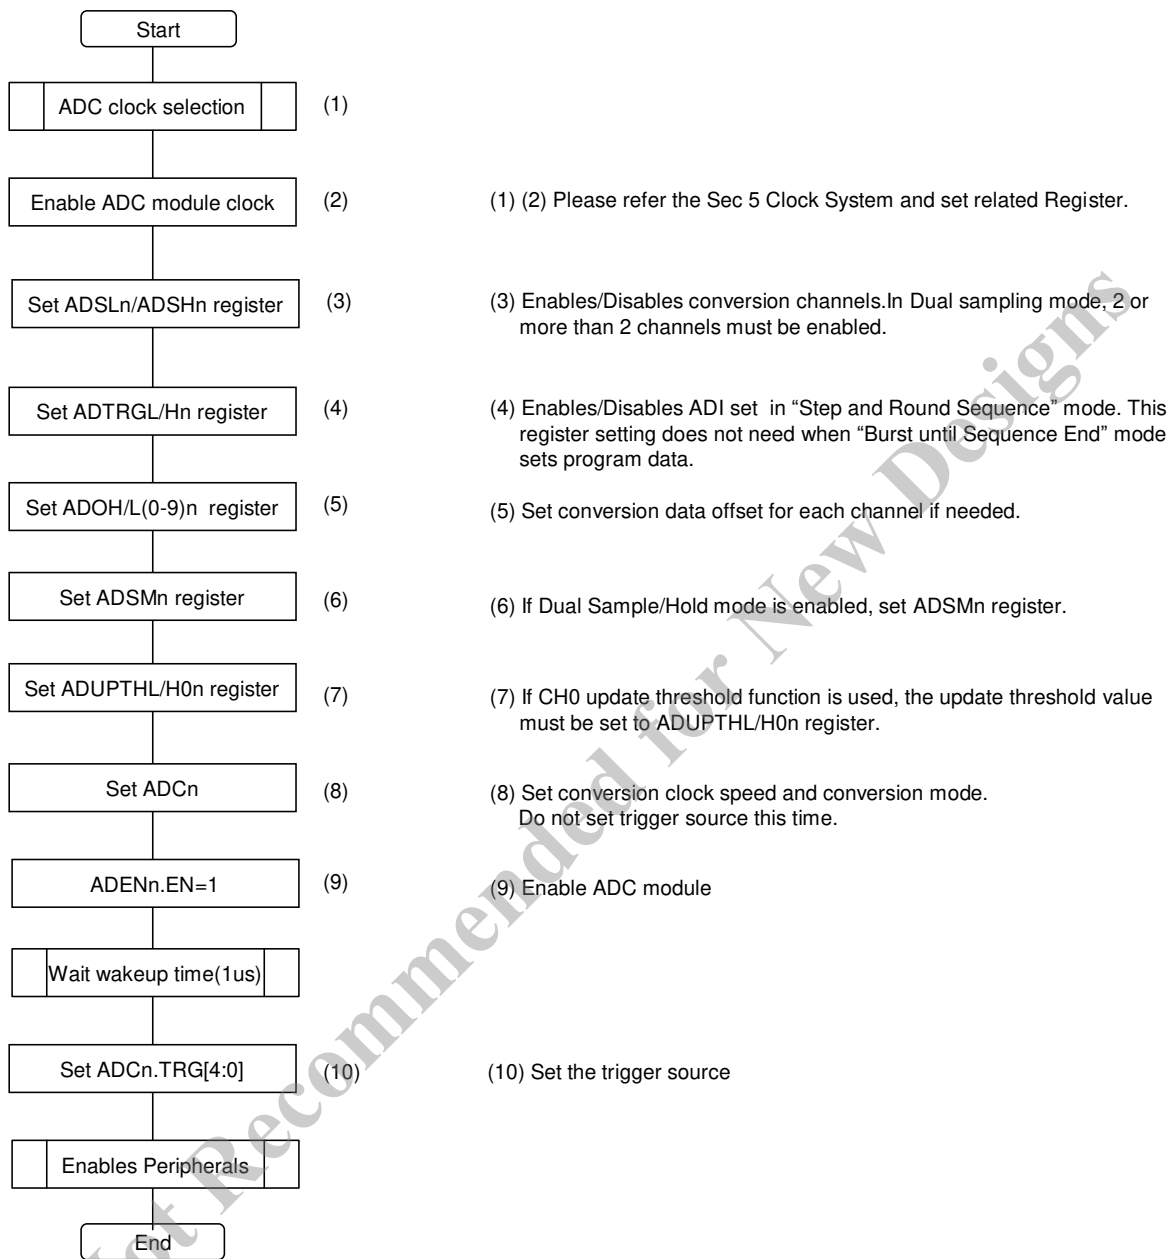 Start
ADC clock selection
(1)
Enable ADC module clock
(2)
(1) (2) Please refer the Sec 5 Clock System and set related Register.
Set ADSLn/ADSHn register
(3)
(3) Enables/Disables conversion channels.In Dual sampling mode, 2 or
more than 2 channels must be enabled.
Set ADTRGL/Hn register
(4)
(4) Enables/Disables ADI set in “Step and Round Sequence” mode. This
register setting does not need when “Burst until Sequence End” mode
sets program data.
Set ADOH/L(0-9)n register
(5)
(5) Set conversion data offset for each channel if needed.
Set ADSMn register
(6)
(6) If Dual Sample/Hold mode is enabled, set ADSMn register.
Set ADUPTHL/H0n register
(7)
(7) If CH0 update threshold function is used, the update threshold value
must be set to ADUPTHL/H0n register.
Set ADCn
(8)
(8) Set conversion clock speed and conversion mode.
Do not set trigger source this time.
ADENn.EN=1
(9)
(9) Enable ADC module
Wait wakeup time(1us)
Set ADCn.TRG[4:0]
(10)
(10) Set the trigger source
Enables Peripherals
End
Not Recommended for New Designs